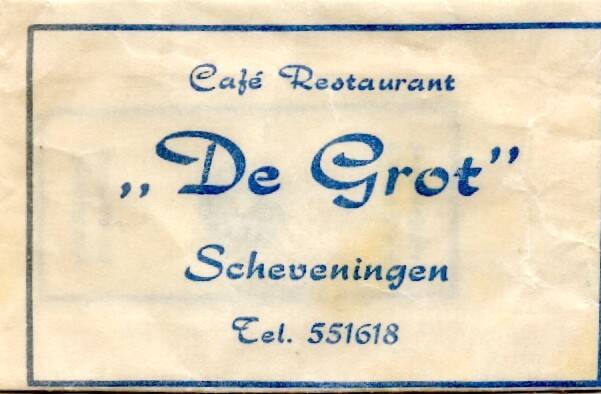 Café Restaurant
„De Grot”
Scheveningen
Tel. 551618